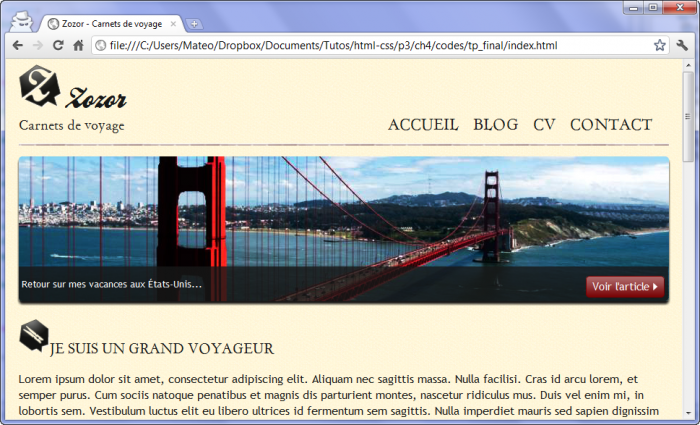 Zozor - Carnets de voyage
file:///C:/Users/Mateo/Dropbox/Documents/Tutos/html-css/p3/ch4/codes/tp_final/index.html
Z Zozor
Carnets de voyage
ACCUEIL BLOG CV CONTACT
Retour sur mes vacances aux États-Unis...
Voir l'article
JE SUIS UN GRAND VOYAGEUR
Lorem ipsum dolor sit amet, consectetur adipiscing elit. Aliquam nec sagittis massa. Nulla facilisi. Cras id arcu lorem, et
semper purus. Cum sociis natoque penatibus et magnis dis parturient montes, nascetur ridiculus mus. Duis vel enim mi, in
lobortis sem. Vestibulum luctus elit eu libero ultrices id fermentum sem sagittis. Nulla imperdiet mauris sed sapien dignissim